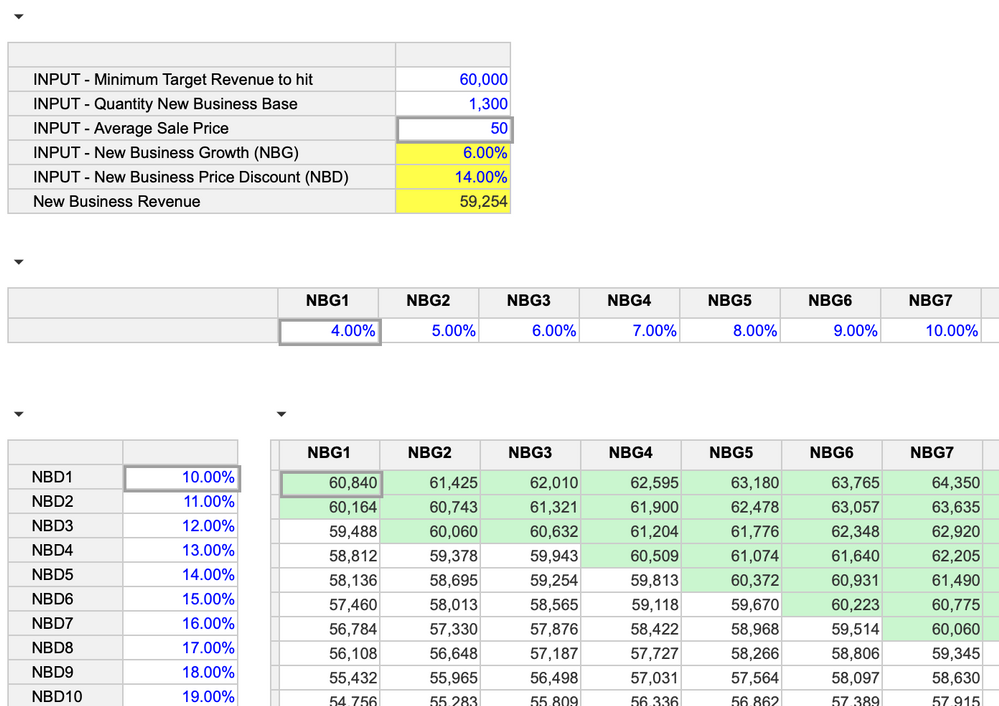 INPUT - Minimum Target Revenue to hit 60,000
INPUT - Quantity New Business Base 1,300
INPUT - Average Sale Price 50
INPUT - New Business Growth (NBG) 6.00%
INPUT - New Business Price Discount (NBD) 14.00%
New Business Revenue 59,254
NBG1 NBG2 NBG3 NBG4 NBG5 NBG6 NBG7
4.00% 5.00% 6.00% 7.00% 8.00% 9.00% 10.00%
NBG1 NBG2 NBG3 NBG4 NBG5 NBG6 NBG7
NBD1 10.00% 60,840 61,425 62,010 62,595 63,180 63,765 64,350
NBD2 11.00% 60,164 60,743 61,321 61,900 62,478 63,057 63,635
NBD3 12.00% 59,488 60,060 60,632 61,204 61,776 62,348 62,920
NBD4 13.00% 58,812 59,378 59,943 60,509 61,074 61,640 62,205
NBD5 14.00% 58,136 58,695 59,254 59,813 60,372 60,931 61,490
NBD6 15.00% 57,460 58,013 58,565 59,118 59,670 60,223 60,775
NBD7 16.00% 56,784 57,330 57,876 58,422 58,968 59,514 60,060
NBD8 17.00% 56,108 56,648 57,187 57,727 58,266 58,806 59,345
NBD9 18.00% 55,432 55,965 56,498 57,031 57,564 58,097 58,630
NBD10 19.00% 54,756 55,283 55,809 56,336 56,862 57,389 57,915